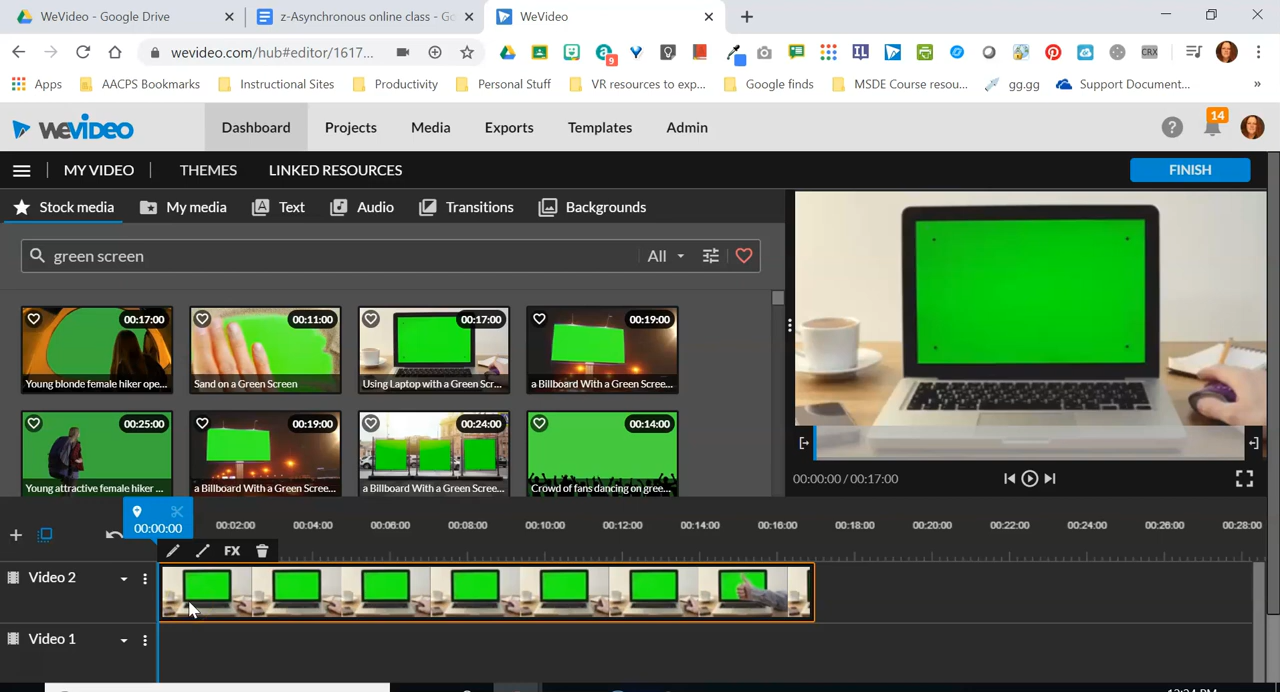 WeVideo - Google Drive
z-Asynchronous online class - Go
WeVideo
wevideo.com/hub#editor/1617...
9
IL
CRX
Apps
AACPS Bookmarks
Instructional Sites
Productivity
Personal Stuff
VR resources to exp...
Google finds
MSDE Course resou...
gg.gg
Support Document...
»
WEVIDEO
Dashboard
Projects
Media
Exports
Templates
Admin
14
MY VIDEO
THEMES
LINKED RESOURCES
FINISH
Stock media
My media
Text
Audio
Transitions
Backgrounds
green screen
All
00:17:00
Young blonde female hiker ope...
00:11:00
Sand on a Green Screen
00:17:00
Using Laptop with a Green Scr...
00:19:00
a Billboard With a Green Scree...
00:25:00
Young attractive female hiker ...
00:19:00
a Billboard With a Green Scree...
00:24:00
a Billboard With a Green Scree...
00:14:00
Crowd of fans dancing on gree...
00:00:00 / 00:17:00
00:00:00
00:02:00
00:04:00
00:06:00
00:08:00
00:10:00
00:12:00
00:14:00
00:16:00
00:18:00
00:20:00
00:22:00
00:24:00
00:26:00
00:28:00
FX
Video 2
Video 1